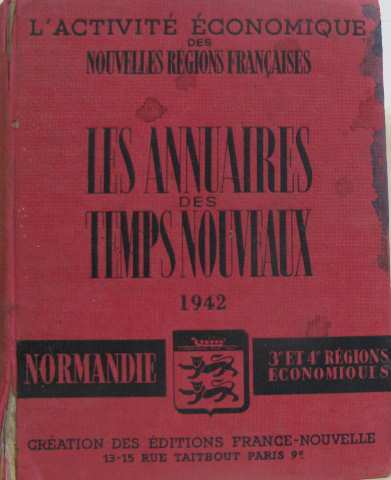 L'ACTIVITÉ ÉCONOMIQUE
DES
NOUVELLES RÉGIONS FRANÇAISES
LES ANNUAIRES
DES
TEMPS NOUVEAUX
1942
NORMANDIE
3e ET 4e RÉGIONS
ÉCONOMIQUES
CRÉATION DES ÉDITIONS FRANCE-NOUVELLE
13-15 RUE TAITBOUT PARIS 9e